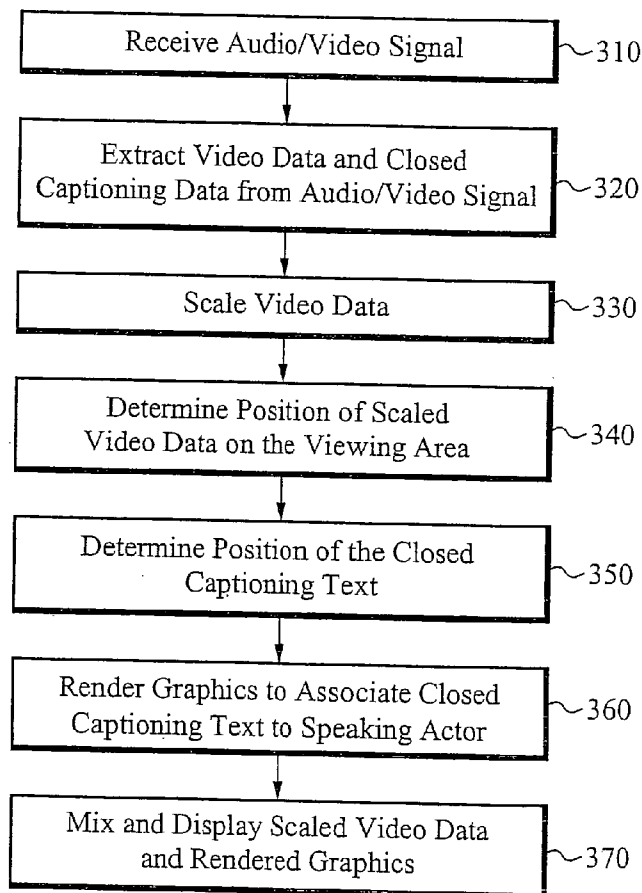 Receive Audio/Video Signal
310
Extract Video Data and Closed
Captioning Data from Audio/Video Signal
320
Scale Video Data
330
Determine Position of Scaled
Video Data on the Viewing Area
340
Determine Position of the Closed
Captioning Text
350
Render Graphics to Associate Closed
Captioning Text to Speaking Actor
360
Mix and Display Scaled Video Data
and Rendered Graphics
370